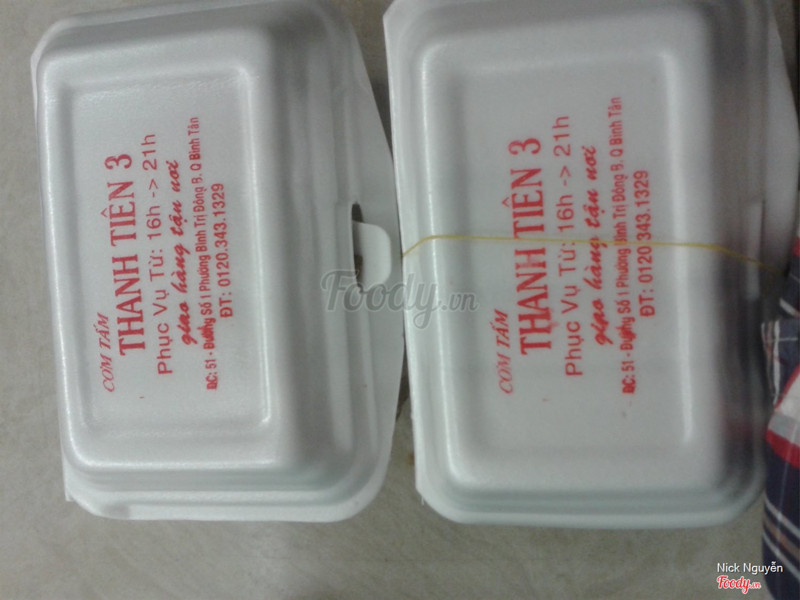 CƠM TẤM
THANH TIÊN 3
Phục Vụ Từ: 16h -> 21h
giao hàng tận nơi
ĐC: 51 - Đường Số 1 Phường Bình Trị Đông B, Q Bình Tân
ĐT: 0120.343.1329
CƠM TẤM
THANH TIÊN 3
Phục Vụ Từ: 16h -> 21h
giao hàng tận nơi
ĐC: 51 - Đường Số 1 Phường Bình Trị Đông B, Q Bình Tân
ĐT: 0120.343.1329
Foody.vn
Nick Nguyễn
Foody.vn